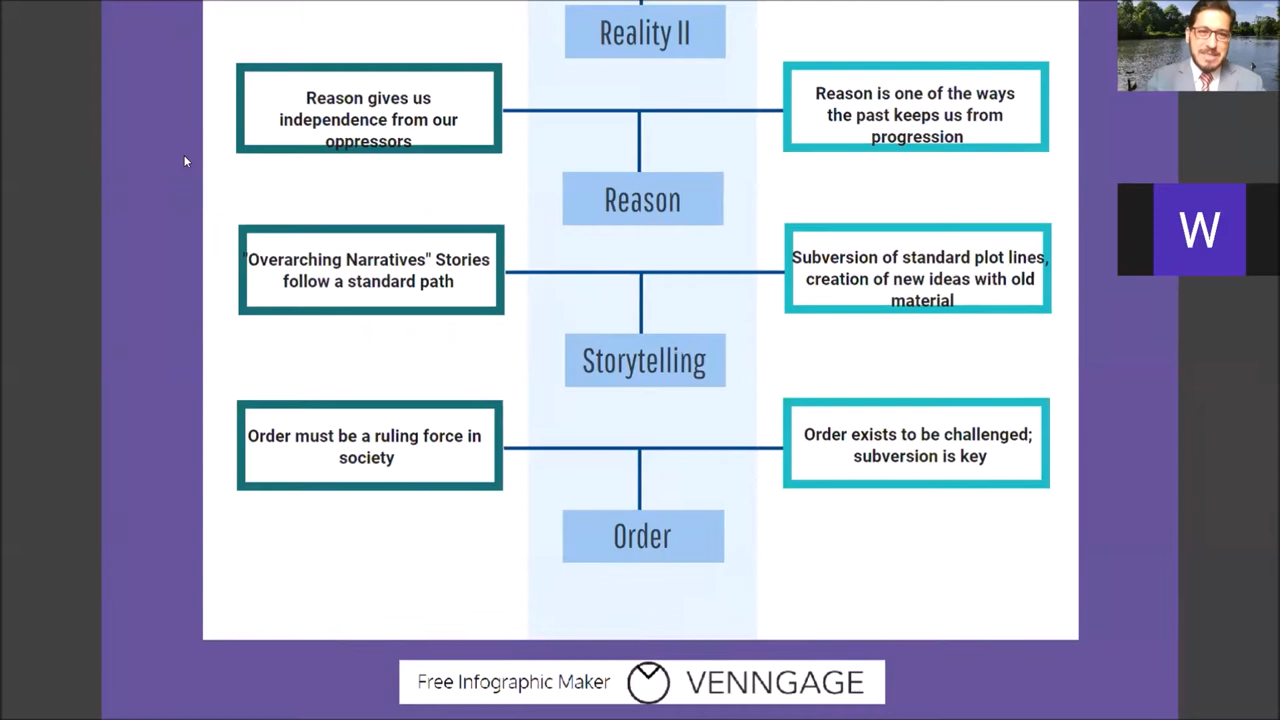 Reality II
Reason gives us
independence from our
oppressors
Reason is one of the ways
the past keeps us from
progression
Reason
"Overarching Narratives" Stories
follow a standard path
Subversion of standard plot lines,
creation of new ideas with old
material
Storytelling
Order must be a ruling force in
society
Order exists to be challenged;
subversion is key
Order
Free Infographic Maker
VENNGAGE
W